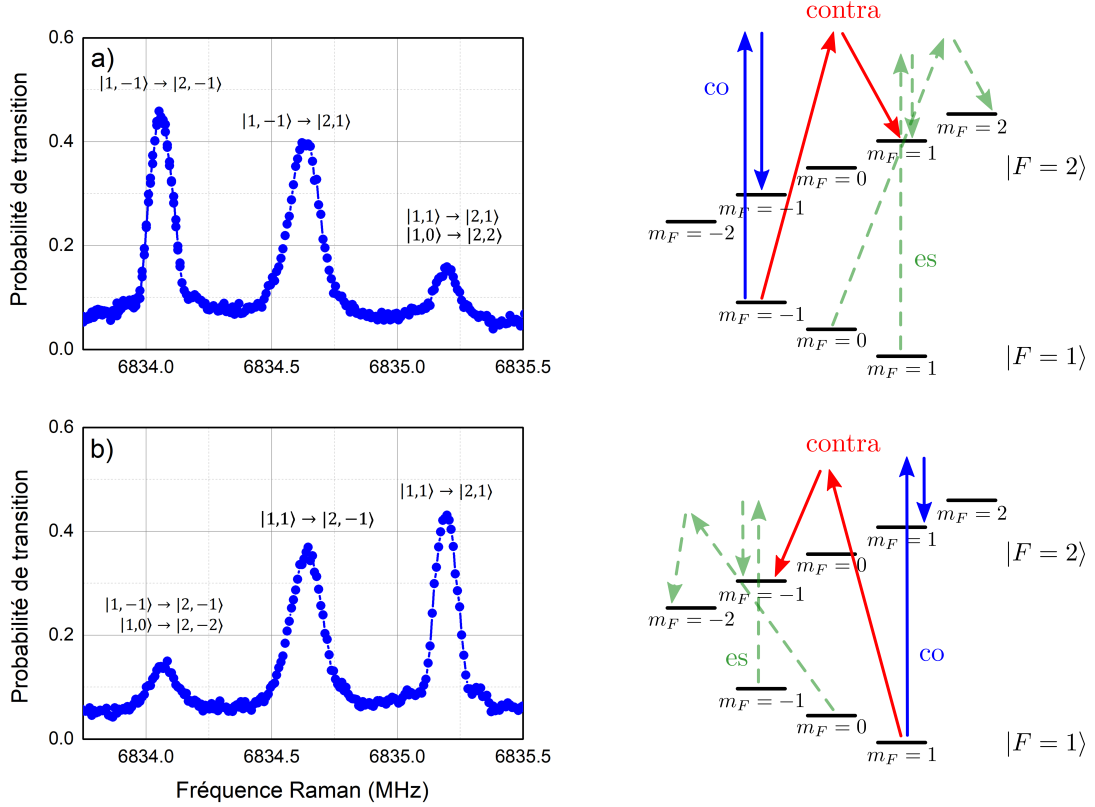 a)
Probabilité de transition
0.6
0.4
0.2
0.0
|1, −1⟩ → |2, −1⟩
|1, −1⟩ → |2,1⟩
|1,1⟩ → |2,1⟩
|1,0⟩ → |2,2⟩
6834.0
6834.5
6835.0
6835.5
contra
co
es
m_F = 2
m_F = 1
m_F = 0
m_F = −1
m_F = −2
|F = 2⟩
m_F = −1
m_F = 0
m_F = 1
|F = 1⟩
b)
Probabilité de transition
0.6
0.4
0.2
0.0
|1,1⟩ → |2,1⟩
|1,1⟩ → |2, −1⟩
|1, −1⟩ → |2, −1⟩
|1,0⟩ → |2, −2⟩
6834.0
6834.5
6835.0
6835.5
Fréquence Raman (MHz)
contra
m_F = 2
m_F = 1
m_F = 0
m_F = −1
m_F = −2
|F = 2⟩
es
co
m_F = −1
m_F = 0
m_F = 1
|F = 1⟩